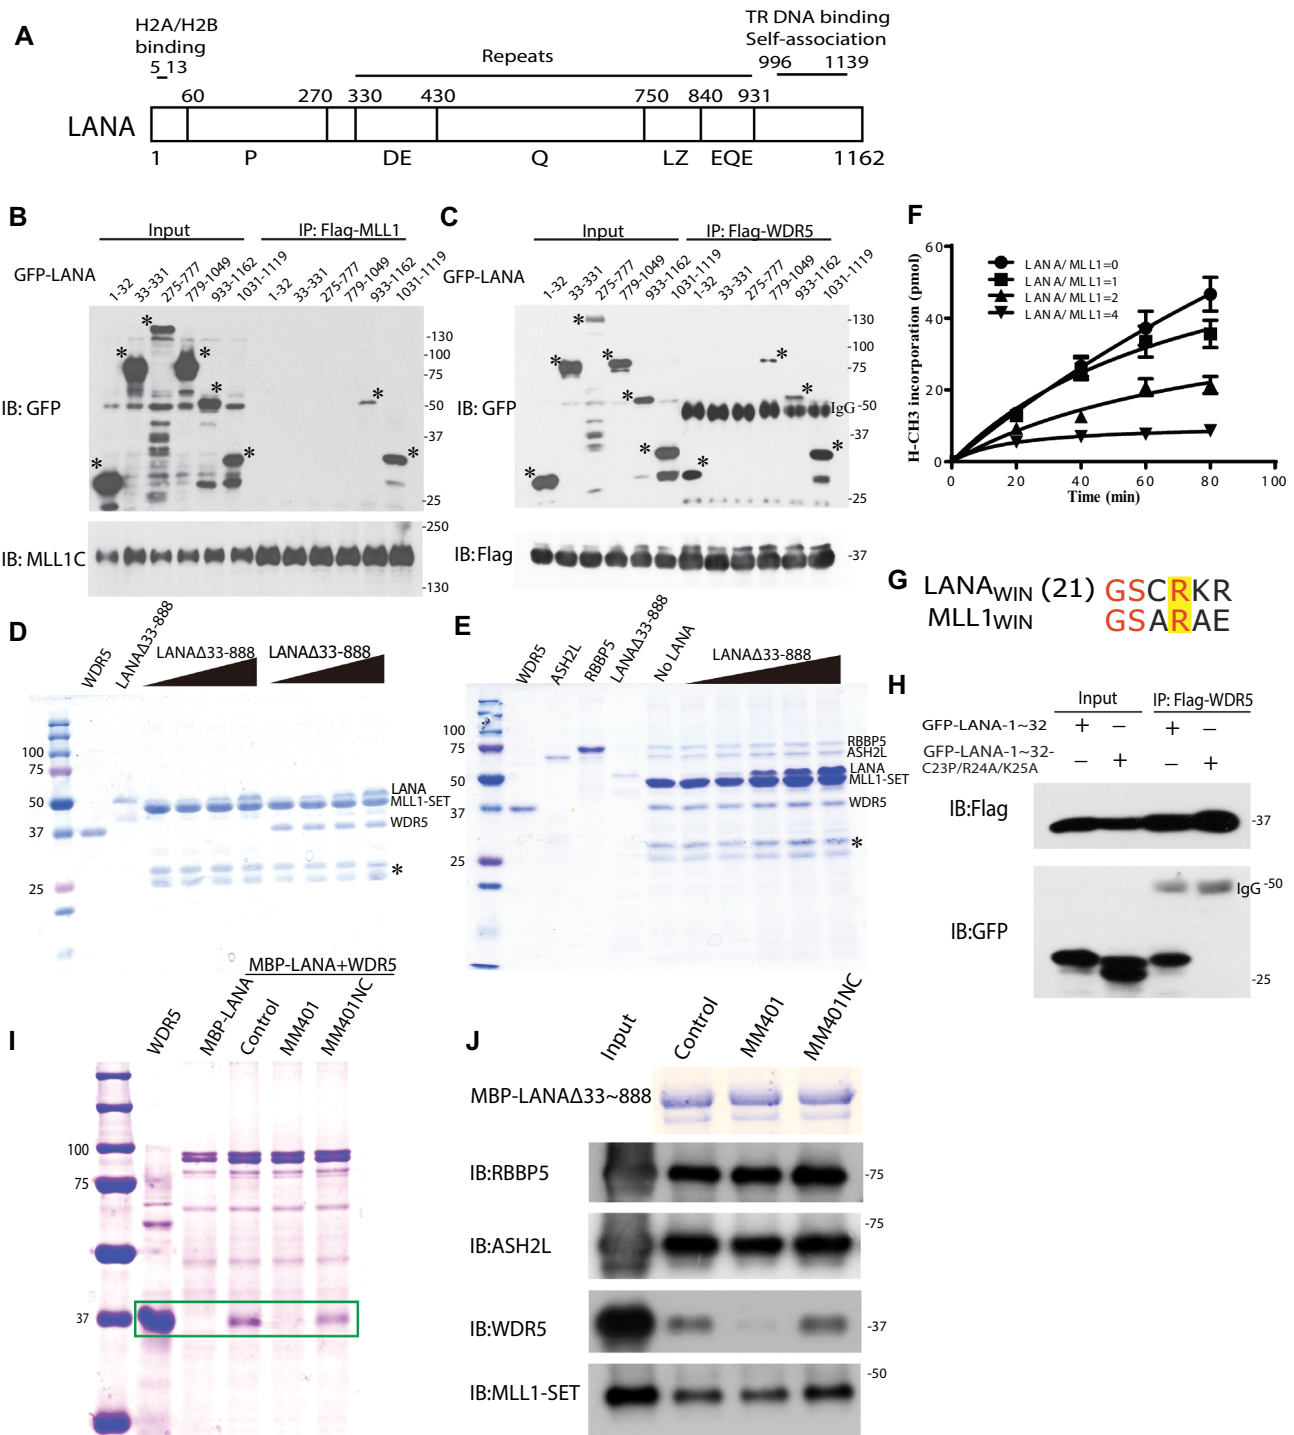 A
H2A/H2B
binding
5 13
Repeats
TR DNA binding
Self-association
996 1139
60 270 330 430 750 840 931
LANA
1 P DE Q LZ EQE 1162
B
Input IP: Flag-MLL1
GFP-LANA
1-32 33-331 275-777 779-1049 933-1162 1031-1119 1-32 33-331 275-777 779-1049 933-1162 1031-1119
* * * * * * * *
-130
-100
-75
IB: GFP
-50
-37
-25
-250
IB: MLL1C
-130
C
Input IP: Flag-WDR5
GFP-LANA
1-32 33-331 275-777 779-1049 933-1162 1031-1119 1-32 33-331 275-777 779-1049 933-1162 1031-1119
* * * * * * * * * *
-130
-100
-75
IB: GFP
IgG -50
-37
-25
IB:Flag
-37
F
H-CH3 incorporation (pmol)
60
40
20
0
LANA/MLL1=0
LANA/MLL1=1
LANA/MLL1=2
LANA/MLL1=4
0 20 40 60 80 100
Time (min)
G
LANAWIN (21) GSCRKR
MLL1WIN GSARAE
D
WDR5 LANAΔ33-888 LANAΔ33-888 LANAΔ33-888
100
75
50
37
25
LANA
MLL1-SET
WDR5
*
E
WDR5 ASH2L RBBP5 LANAΔ33-888 No LANA LANAΔ33-888
100
75
50
37
25
RBBP5
ASH2L
LANA
MLL1-SET
WDR5
*
H
Input IP: Flag-WDR5
GFP-LANA-1~32 + − + −
GFP-LANA-1~32-
C23P/R24A/K25A − + − +
IB:Flag
-37
IgG -50
IB:GFP
-25
I
MBP-LANA+WDR5
WDR5 MBP-LANA Control MM401 MM401NC
100
75
37
J
Input Control MM401 MM401NC
MBP-LANAΔ33~888
IB:RBBP5
-75
-75
IB:ASH2L
IB:WDR5
-37
-50
IB:MLL1-SET